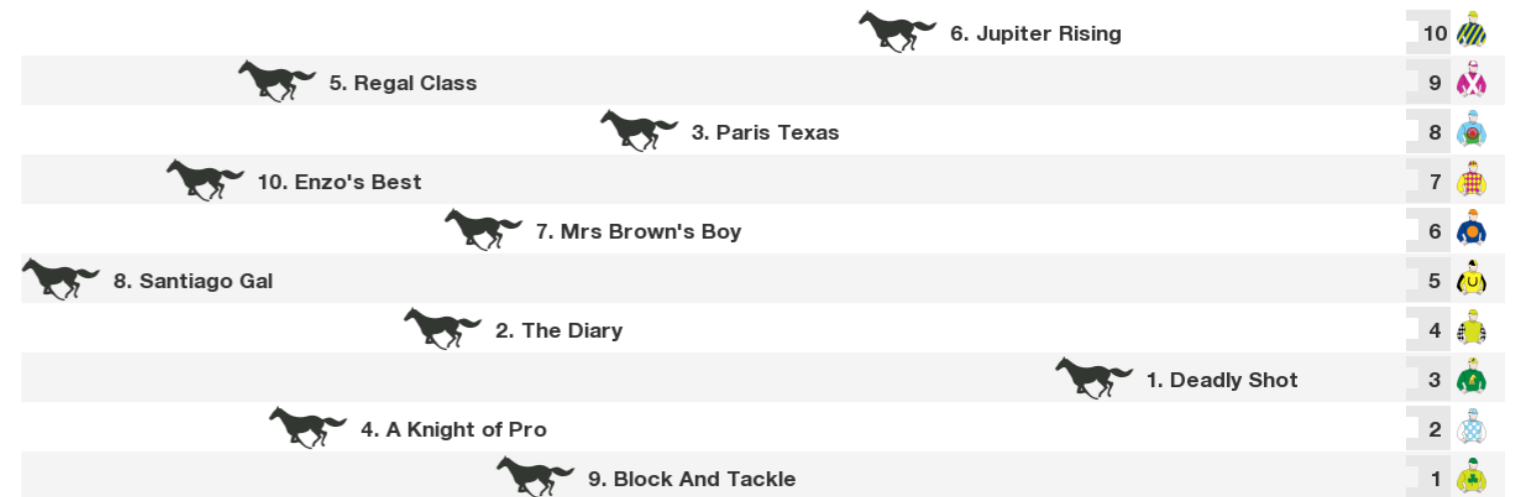 6. Jupiter Rising 10
5. Regal Class 9
3. Paris Texas 8
10. Enzo's Best 7
7. Mrs Brown's Boy 6
8. Santiago Gal 5
2. The Diary 4
1. Deadly Shot 3
4. A Knight of Pro 2
9. Block And Tackle 1